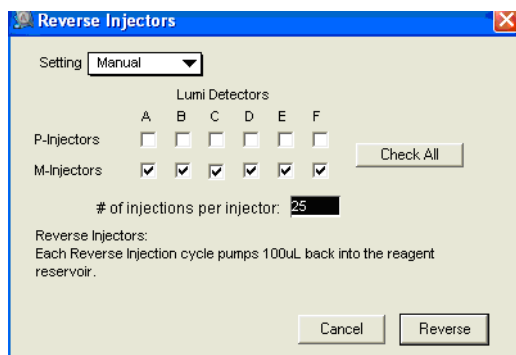 Reverse Injectors
Setting Manual
Lumi Detectors
A B C D E F
P-Injectors
M-Injectors
Check All
# of injections per injector: 25
Reverse Injectors:
Each Reverse Injection cycle pumps 100uL back into the reagent
reservoir.
Cancel Reverse